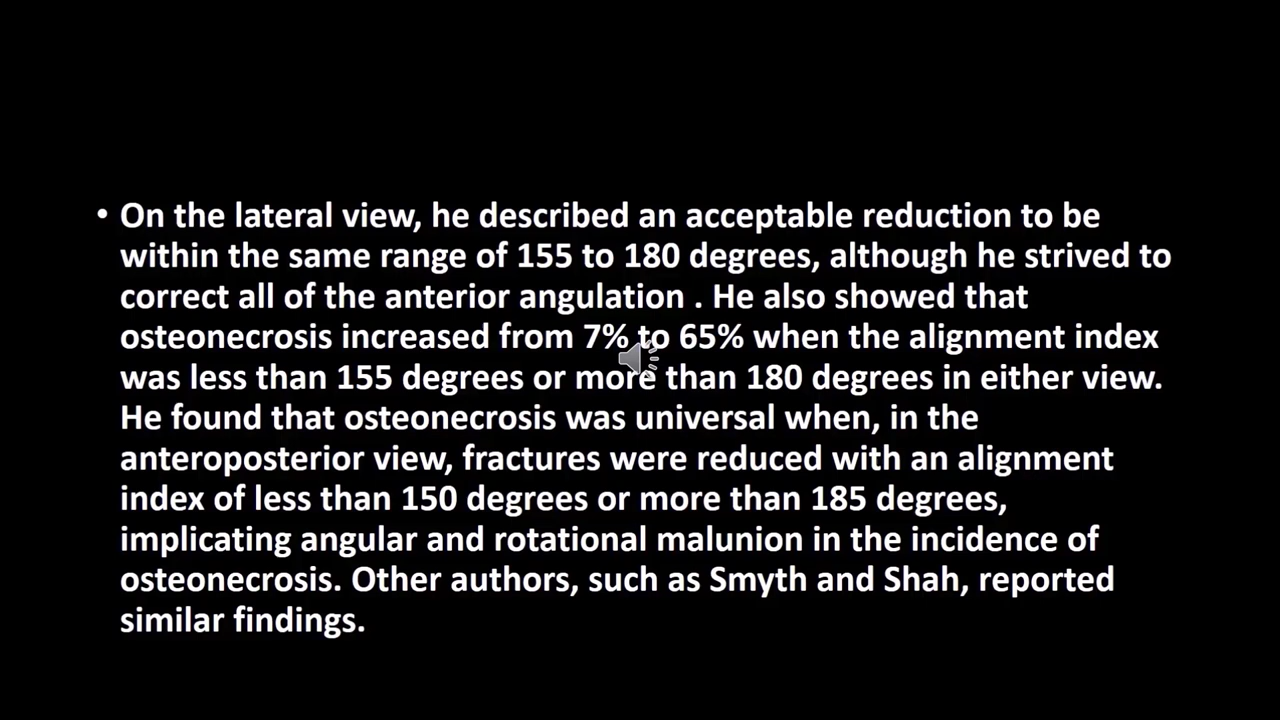 • On the lateral view, he described an acceptable reduction to be
within the same range of 155 to 180 degrees, although he strived to
correct all of the anterior angulation . He also showed that
osteonecrosis increased from 7% to 65% when the alignment index
was less than 155 degrees or more than 180 degrees in either view.
He found that osteonecrosis was universal when, in the
anteroposterior view, fractures were reduced with an alignment
index of less than 150 degrees or more than 185 degrees,
implicating angular and rotational malunion in the incidence of
osteonecrosis. Other authors, such as Smyth and Shah, reported
similar findings.